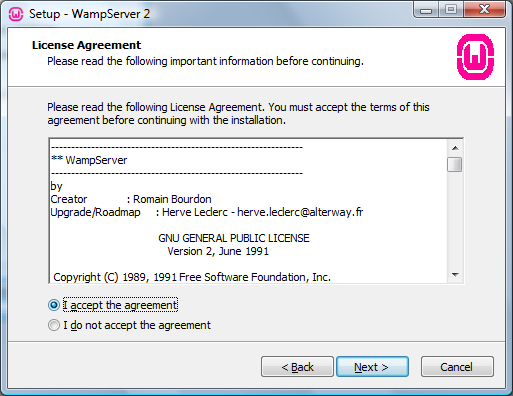 Setup - WampServer 2
License Agreement
Please read the following important information before continuing.
Please read the following License Agreement. You must accept the terms of this
agreement before continuing with the installation.
------------------------------------------------------------
** WampServer
------------------------------------------------------------
by
Creator : Romain Bourdon
Upgrade/Roadmap : Herve Leclerc - herve.leclerc@alterway.fr
GNU GENERAL PUBLIC LICENSE
Version 2, June 1991
Copyright (C) 1989, 1991 Free Software Foundation, Inc.
I accept the agreement
I do not accept the agreement
< Back Next > Cancel